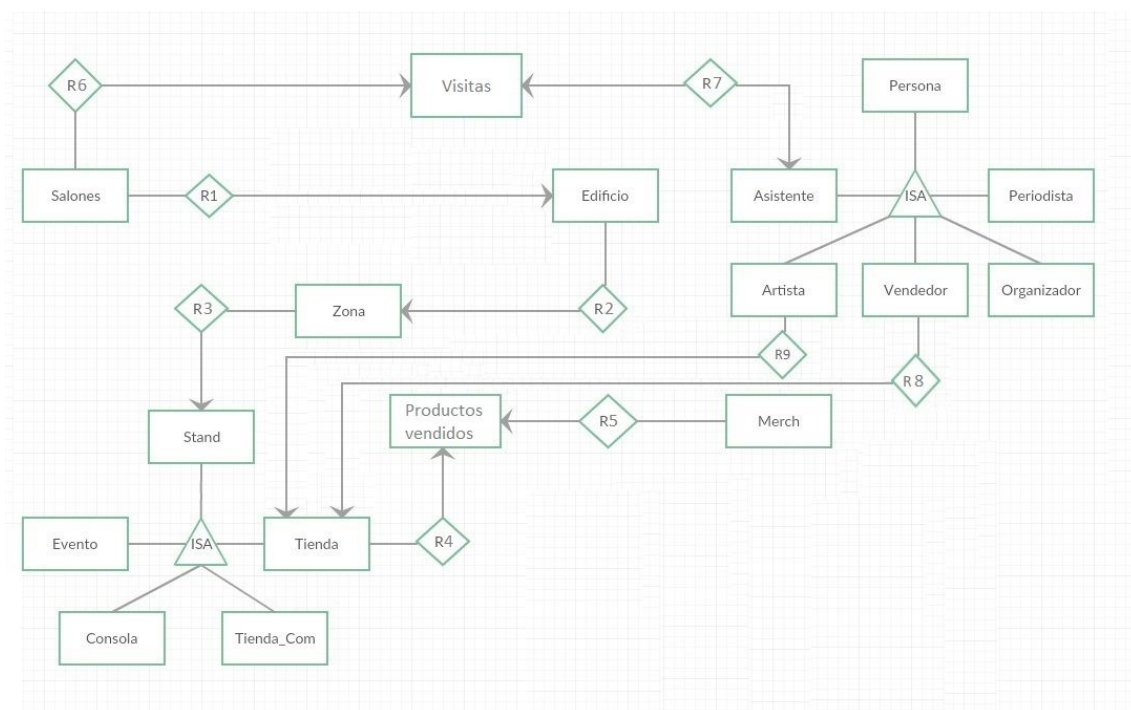 R6
Visitas
R7
Persona
Salones
R1
Edificio
Asistente
ISA
Periodista
R3
Zona
R2
Artista
Vendedor
Organizador
R9
R8
Stand
Productos
vendidos
R5
Merch
Evento
ISA
Tienda
R4
Consola
Tienda_Com